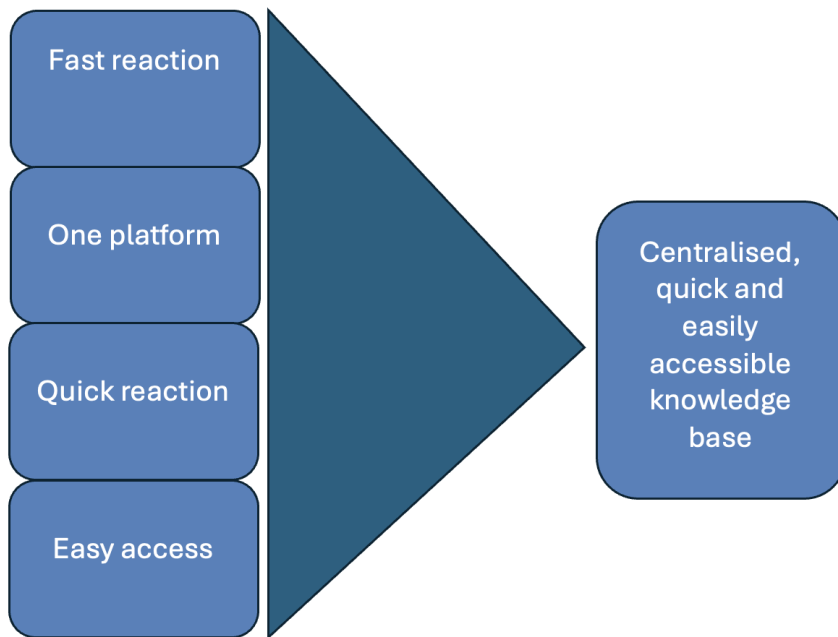 Fast reaction
One platform
Quick reaction
Easy access
Centralised,
quick and
easily
accessible
knowledge
base